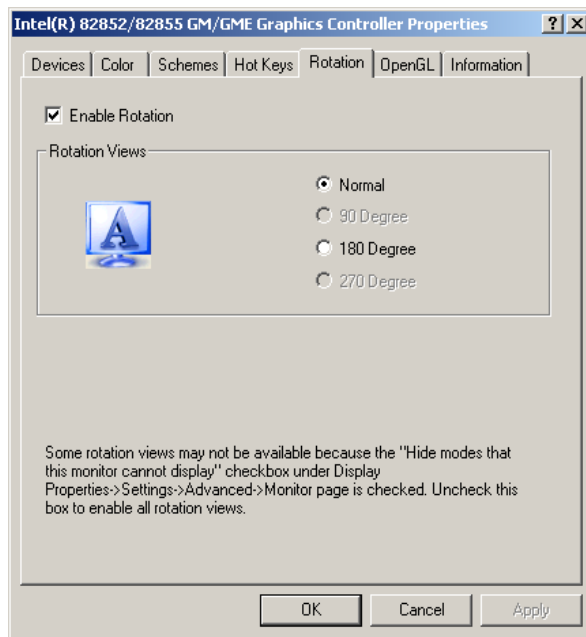 Intel(R) 82852/82855 GM/GME Graphics Controller Properties
Devices Color Schemes Hot Keys Rotation OpenGL Information
Enable Rotation
Rotation Views
Normal
90 Degree
A
180 Degree
270 Degree
Some rotation views may not be available because the "Hide modes that
this monitor cannot display" checkbox under Display
Properties->Settings->Advanced->Monitor page is checked. Uncheck this
box to enable all rotation views.
OK Cancel Apply